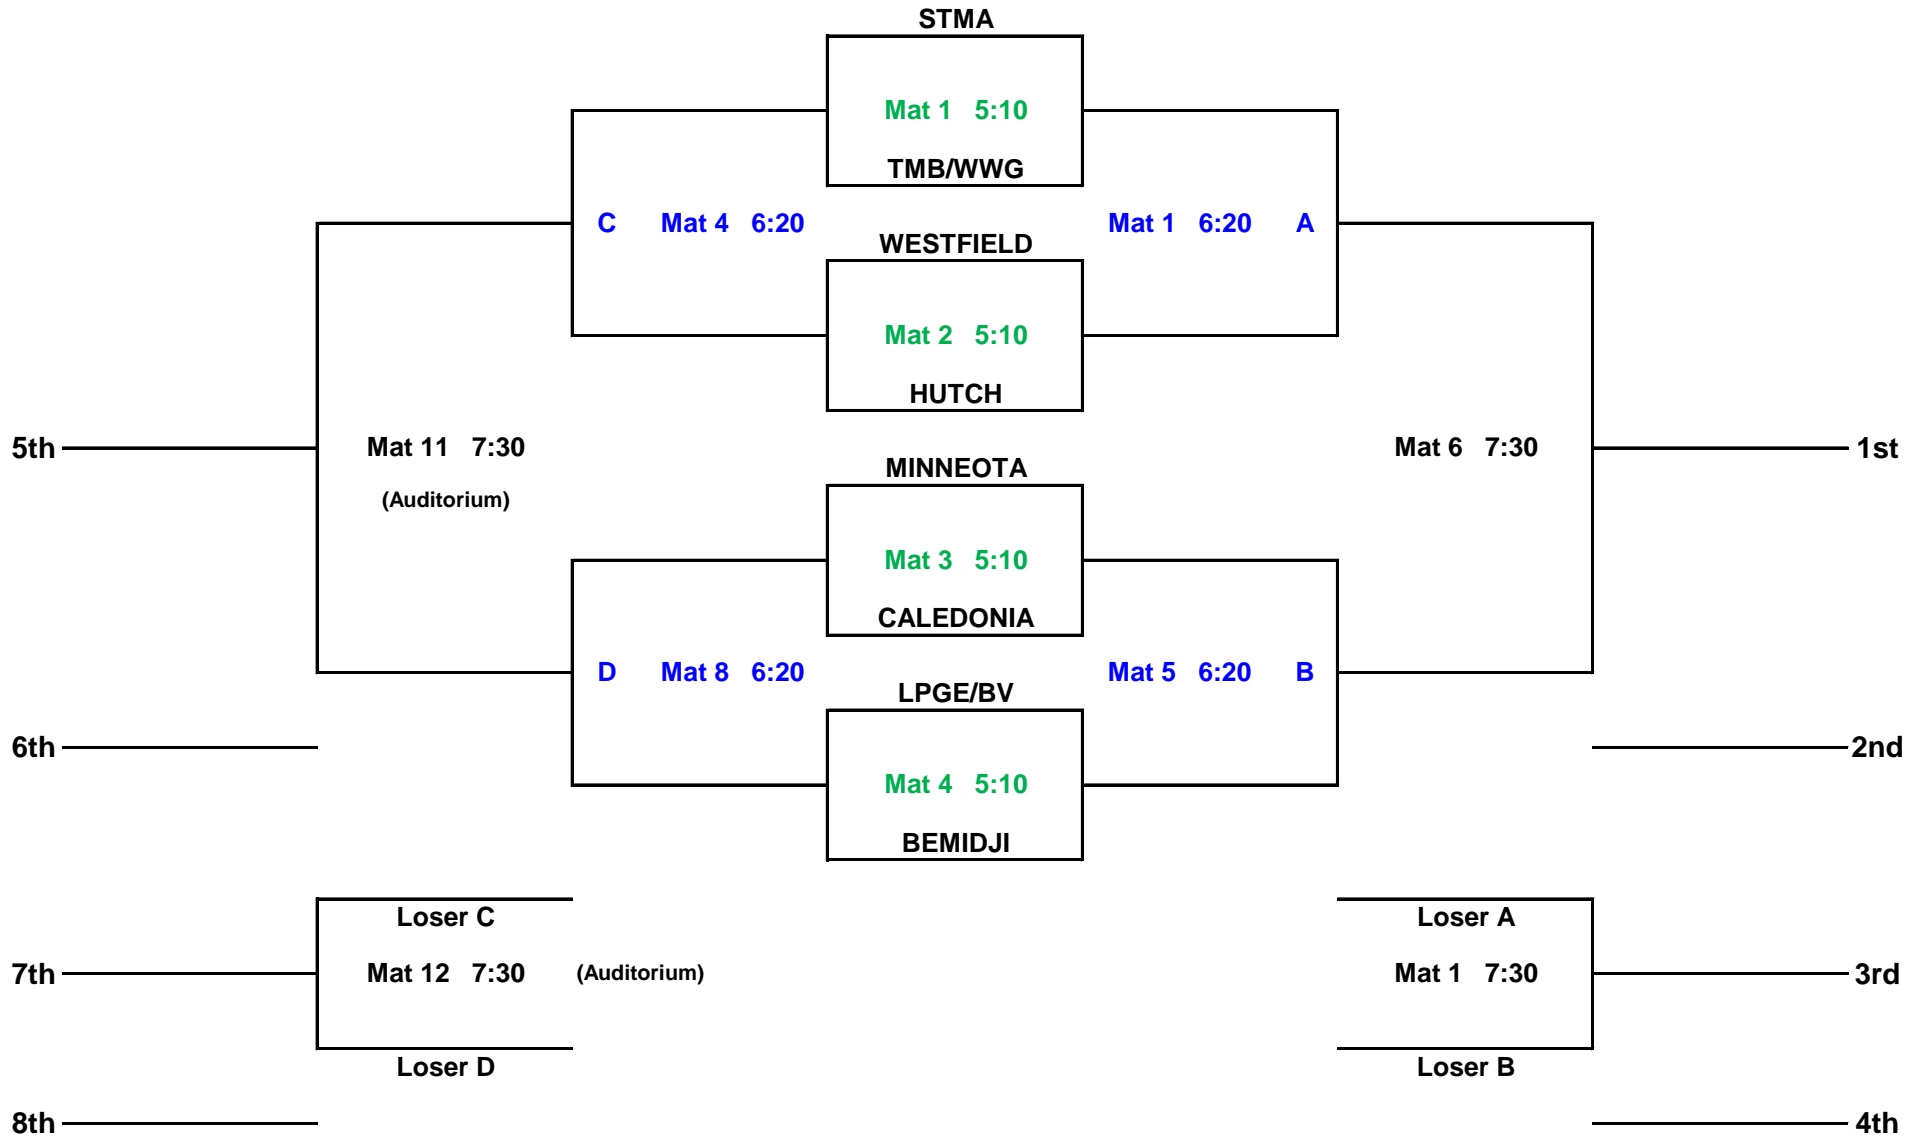 STMA
Mat 1 5:10
TMB/WWG
C Mat 4 6:20
Mat 1 6:20 A
WESTFIELD
Mat 2 5:10
HUTCH
5th
Mat 11 7:30
(Auditorium)
Mat 6 7:30
1st
MINNEOTA
Mat 3 5:10
CALEDONIA
D Mat 8 6:20
Mat 5 6:20 B
LPGE/BV
Mat 4 5:10
BEMIDJI
6th
2nd
Loser C
Loser A
7th
Mat 12 7:30 (Auditorium)
Mat 1 7:30
3rd
Loser D
Loser B
8th
4th